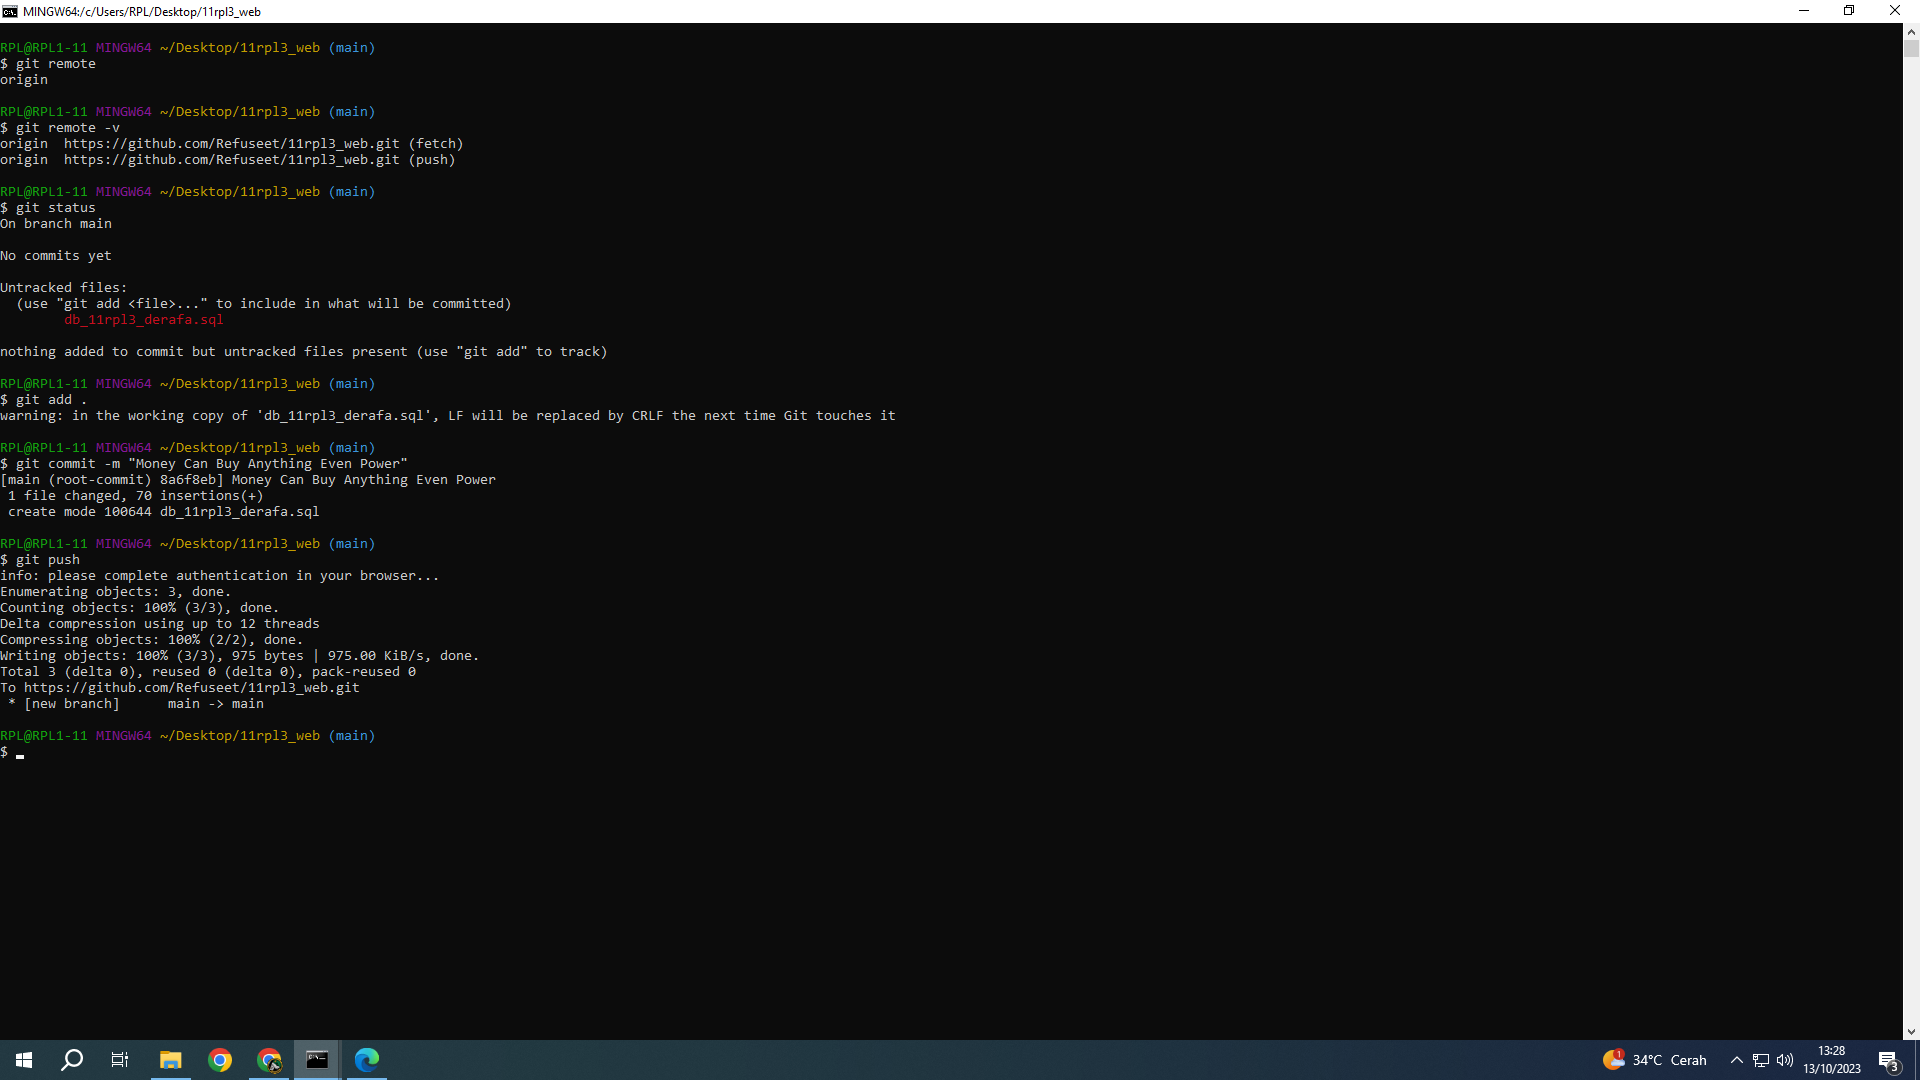 MINGW64:/c/Users/RPL/Desktop/11rpl3_web
RPL@RPL1-11 MINGW64 ~/Desktop/11rpl3_web (main)
$ git remote
origin
RPL@RPL1-11 MINGW64 ~/Desktop/11rpl3_web (main)
$ git remote -v
origin  https://github.com/Refuseet/11rpl3_web.git (fetch)
origin  https://github.com/Refuseet/11rpl3_web.git (push)
RPL@RPL1-11 MINGW64 ~/Desktop/11rpl3_web (main)
$ git status
On branch main
No commits yet
Untracked files:
  (use "git add <file>..." to include in what will be committed)
        db_11rpl3_derafa.sql
nothing added to commit but untracked files present (use "git add" to track)
RPL@RPL1-11 MINGW64 ~/Desktop/11rpl3_web (main)
$ git add .
warning: in the working copy of 'db_11rpl3_derafa.sql', LF will be replaced by CRLF the next time Git touches it
RPL@RPL1-11 MINGW64 ~/Desktop/11rpl3_web (main)
$ git commit -m "Money Can Buy Anything Even Power"
[main (root-commit) 8a6f8eb] Money Can Buy Anything Even Power
 1 file changed, 70 insertions(+)
 create mode 100644 db_11rpl3_derafa.sql
RPL@RPL1-11 MINGW64 ~/Desktop/11rpl3_web (main)
$ git push
info: please complete authentication in your browser...
Enumerating objects: 3, done.
Counting objects: 100% (3/3), done.
Delta compression using up to 12 threads
Compressing objects: 100% (2/2), done.
Writing objects: 100% (3/3), 975 bytes | 975.00 KiB/s, done.
Total 3 (delta 0), reused 0 (delta 0), pack-reused 0
To https://github.com/Refuseet/11rpl3_web.git
 * [new branch]      main -> main
RPL@RPL1-11 MINGW64 ~/Desktop/11rpl3_web (main)
$
1
34°C Cerah
13:28
13/10/2023
3